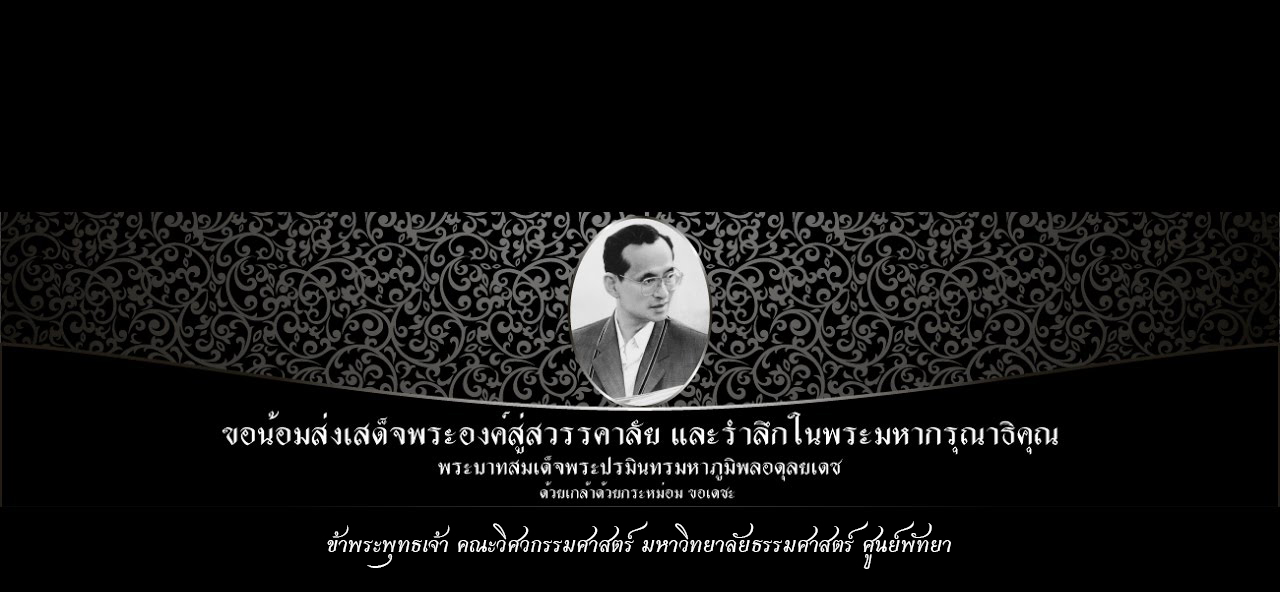 ขอน้อมส่งเสด็จพระองค์สู่สวรรคาลัย และรำลึกในพระมหากรุณาธิคุณ
พระบาทสมเด็จพระปรมินทรมหาภูมิพลอดุลยเดช
ด้วยเกล้าด้วยกระหม่อม ขอเดชะ
ข้าพระพุทธเจ้า คณะวิศวกรรมศาสตร์ มหาวิทยาลัยธรรมศาสตร์ ศูนย์พัทยา